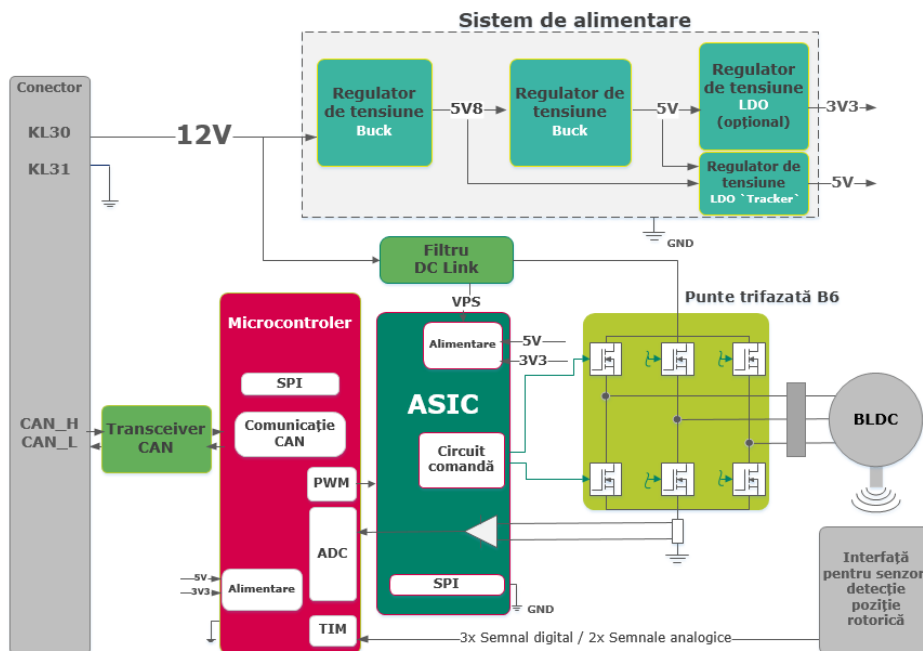 Sistem de alimentare
Conector
KL30
KL31
12V
Regulator
de tensiune
Buck
5V8
Regulator de
tensiune
Buck
5V
Regulator
de tensiune
LDO
(opțional)
3V3
Regulator de
tensiune
LDO `Tracker`
5V
GND
Filtru
DC Link
VPS
Punte trifazată B6
Microcontroler
SPI
Comunicație
CAN
PWM
ADC
5V
3V3
Alimentare
TIM
CAN_H
CAN_L
Transceiver
CAN
Alimentare
5V
3V3
ASIC
Circuit
comandă
SPI
GND
BLDC
Interfață
pentru senzor
detecție
poziție
rotorică
3x Semnal digital / 2x Semnale analogice